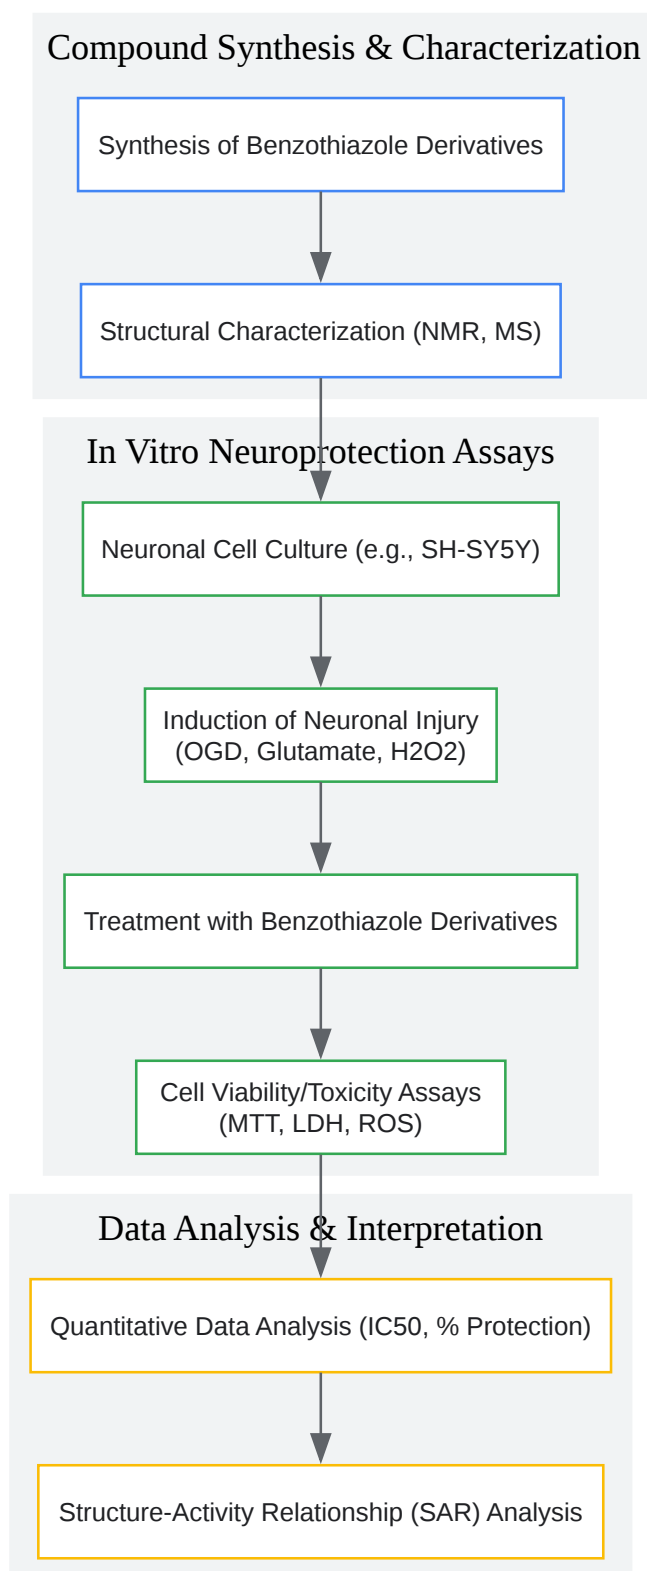 Compound Synthesis & Characterization
Synthesis of Benzothiazole Derivatives
Structural Characterization (NMR, MS)
In Vitro Neuroprotection Assays
Neuronal Cell Culture (e.g., SH-SY5Y)
Induction of Neuronal Injury
(OGD, Glutamate, H2O2)
Treatment with Benzothiazole Derivatives
Cell Viability/Toxicity Assays
(MTT, LDH, ROS)
Data Analysis & Interpretation
Quantitative Data Analysis (IC50, % Protection)
Structure-Activity Relationship (SAR) Analysis